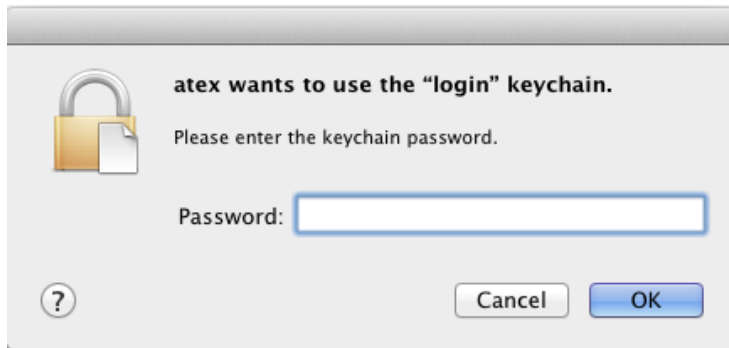 atex wants to use the “login” keychain.
Please enter the keychain password.
Password:
?
Cancel OK